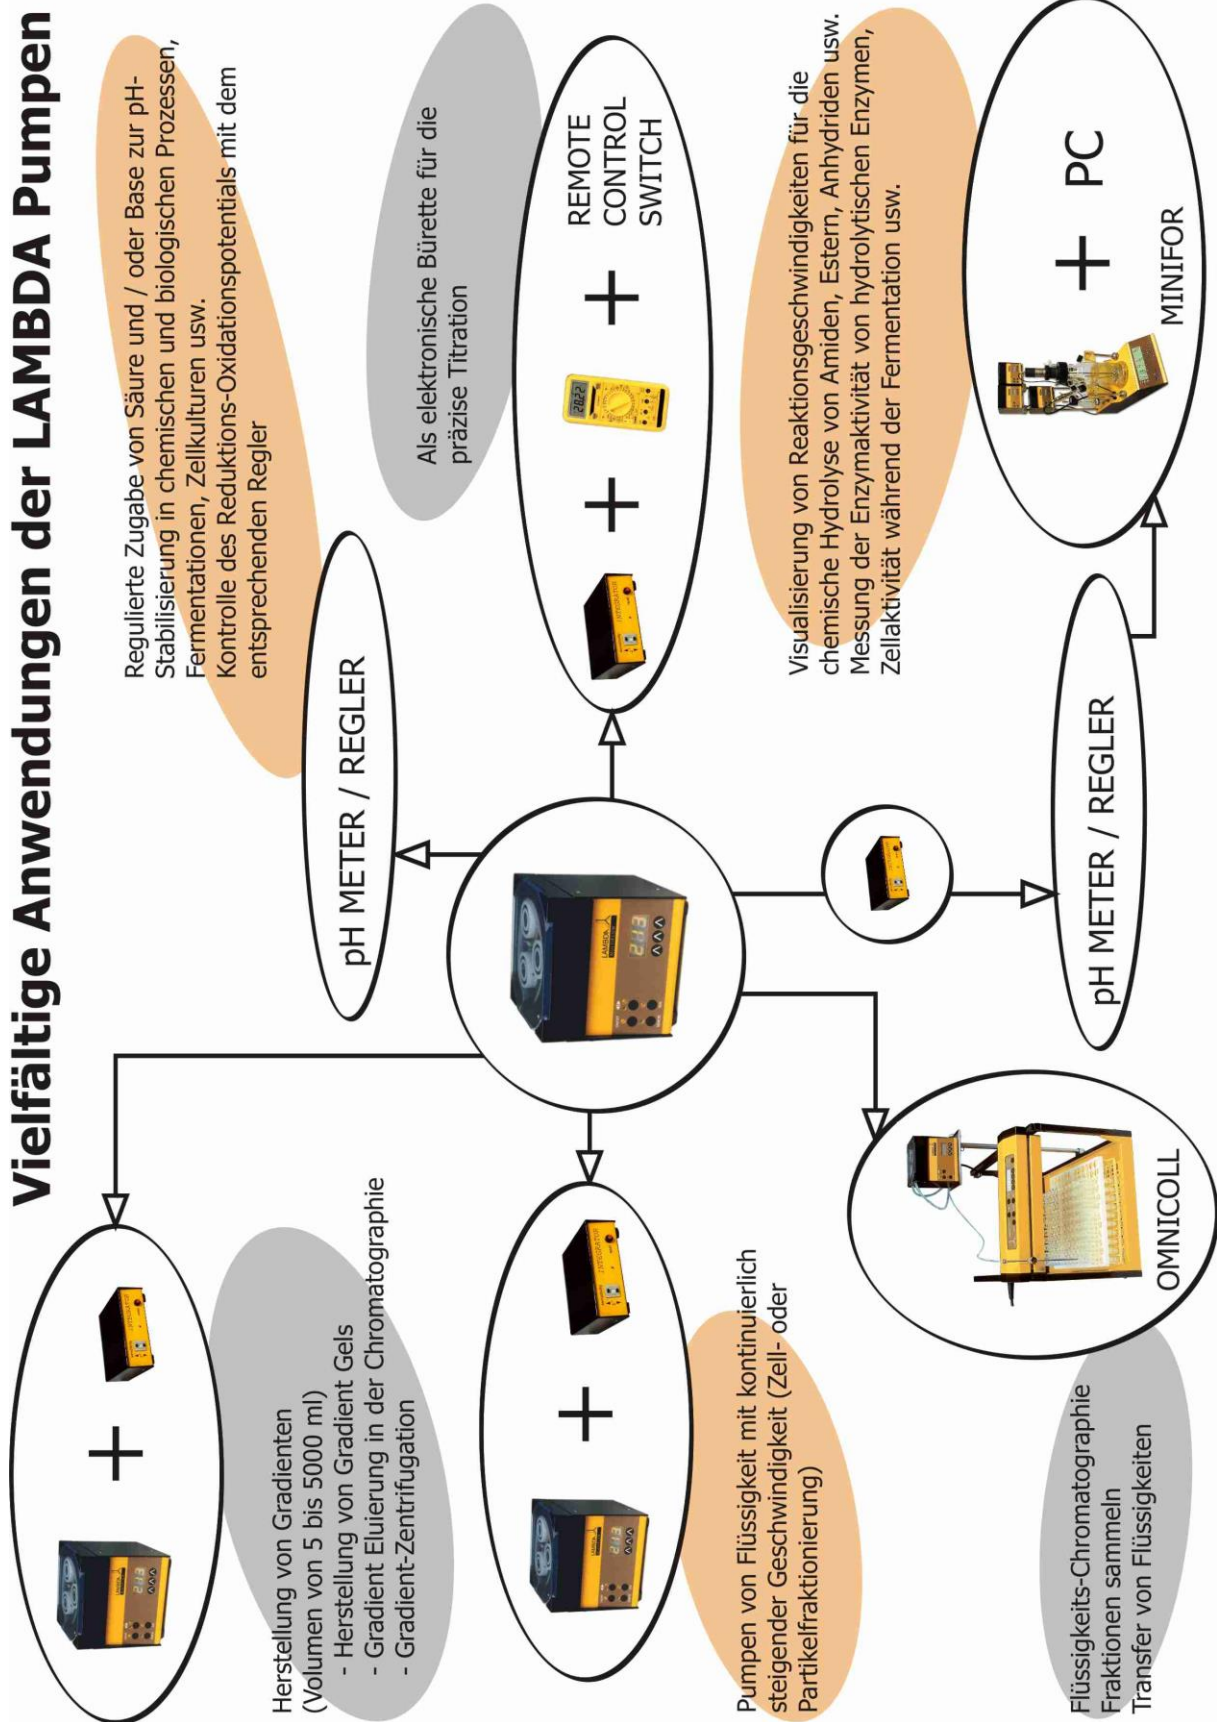 Vielfältige Anwendungen der LAMBDA Pumpen
Herstellung von Gradienten
(Volumen von 5 bis 5000 ml)
- Herstellung von Gradient Gels
- Gradient Eluierung in der Chromatographie
- Gradient-Zentrifugation
Regulierte Zugabe von Säure und / oder Base zur pH-
Stabilisierung in chemischen und biologischen Prozessen,
Fermentationen, Zellkulturen usw.
Kontrolle des Reduktions-Oxidationspotentials mit dem
entsprechenden Regler
pH METER / REGLER
Als elektronische Bürette für die
präzise Titration
REMOTE
CONTROL
SWITCH
INTEGRATOR
2822
LAMBDA
312
Pumpen von Flüssigkeit mit kontinuierlich
steigender Geschwindigkeit (Zell- oder
Partikelfraktionierung)
Visualisierung von Reaktionsgeschwindigkeiten für die
chemische Hydrolyse von Amiden, Estern, Anhydriden usw.
Messung der Enzymaktivität von hydrolytischen Enzymen,
Zellaktivität während der Fermentation usw.
Flüssigkeits-Chromatographie
Fraktionen sammeln
Transfer von Flüssigkeiten
OMNICOLL
pH METER / REGLER
+ PC
MINIFOR